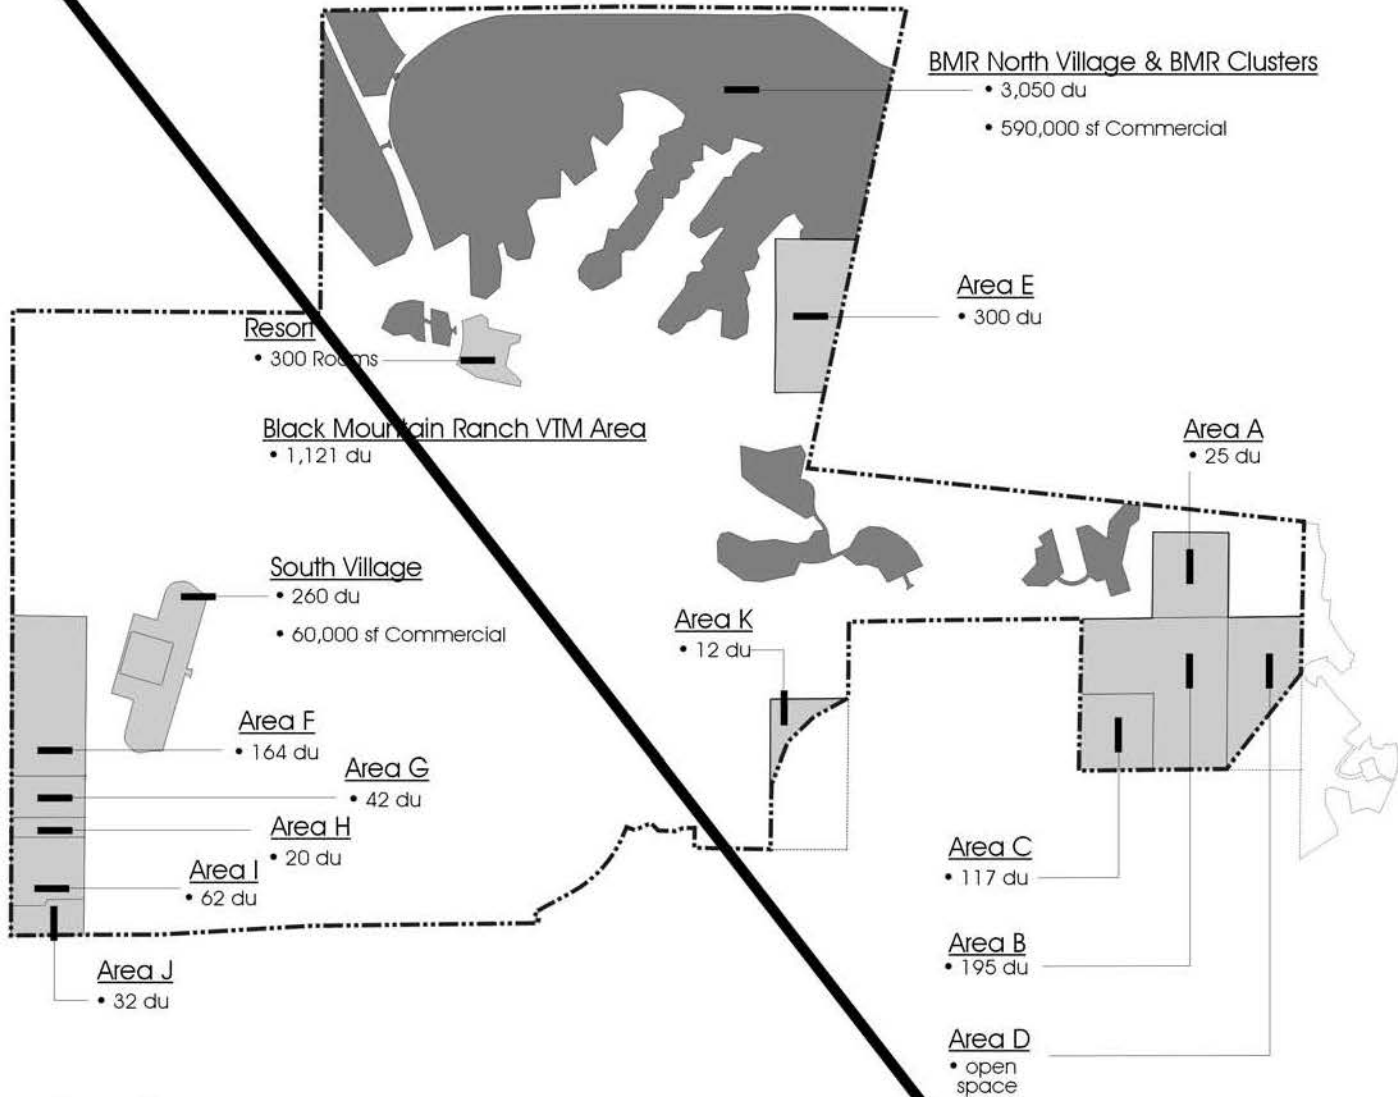 BMR North Village & BMR Clusters
• 3,050 du
• 590,000 sf Commercial
Area E
• 300 du
Resort
• 300 Rooms
Black Mountain Ranch VTM Area
• 1,121 du
Area A
• 25 du
South Village
• 260 du
• 60,000 sf Commercial
Area K
• 12 du
Area F
• 164 du
Area G
• 42 du
Area H
• 20 du
Area I
• 62 du
Area C
• 117 du
Area B
• 195 du
Area J
• 32 du
Area D
• open
space